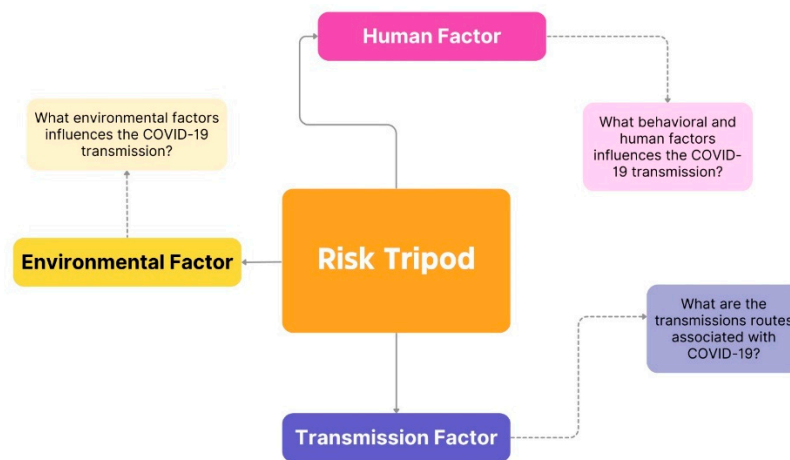 Human Factor
What environmental factors
influences the COVID-19
transmission?
What behavioral and
human factors
influences the COVID-
19 transmission?
Risk Tripod
Environmental Factor
What are the
transmissions routes
associated with
COVID-19?
Transmission Factor